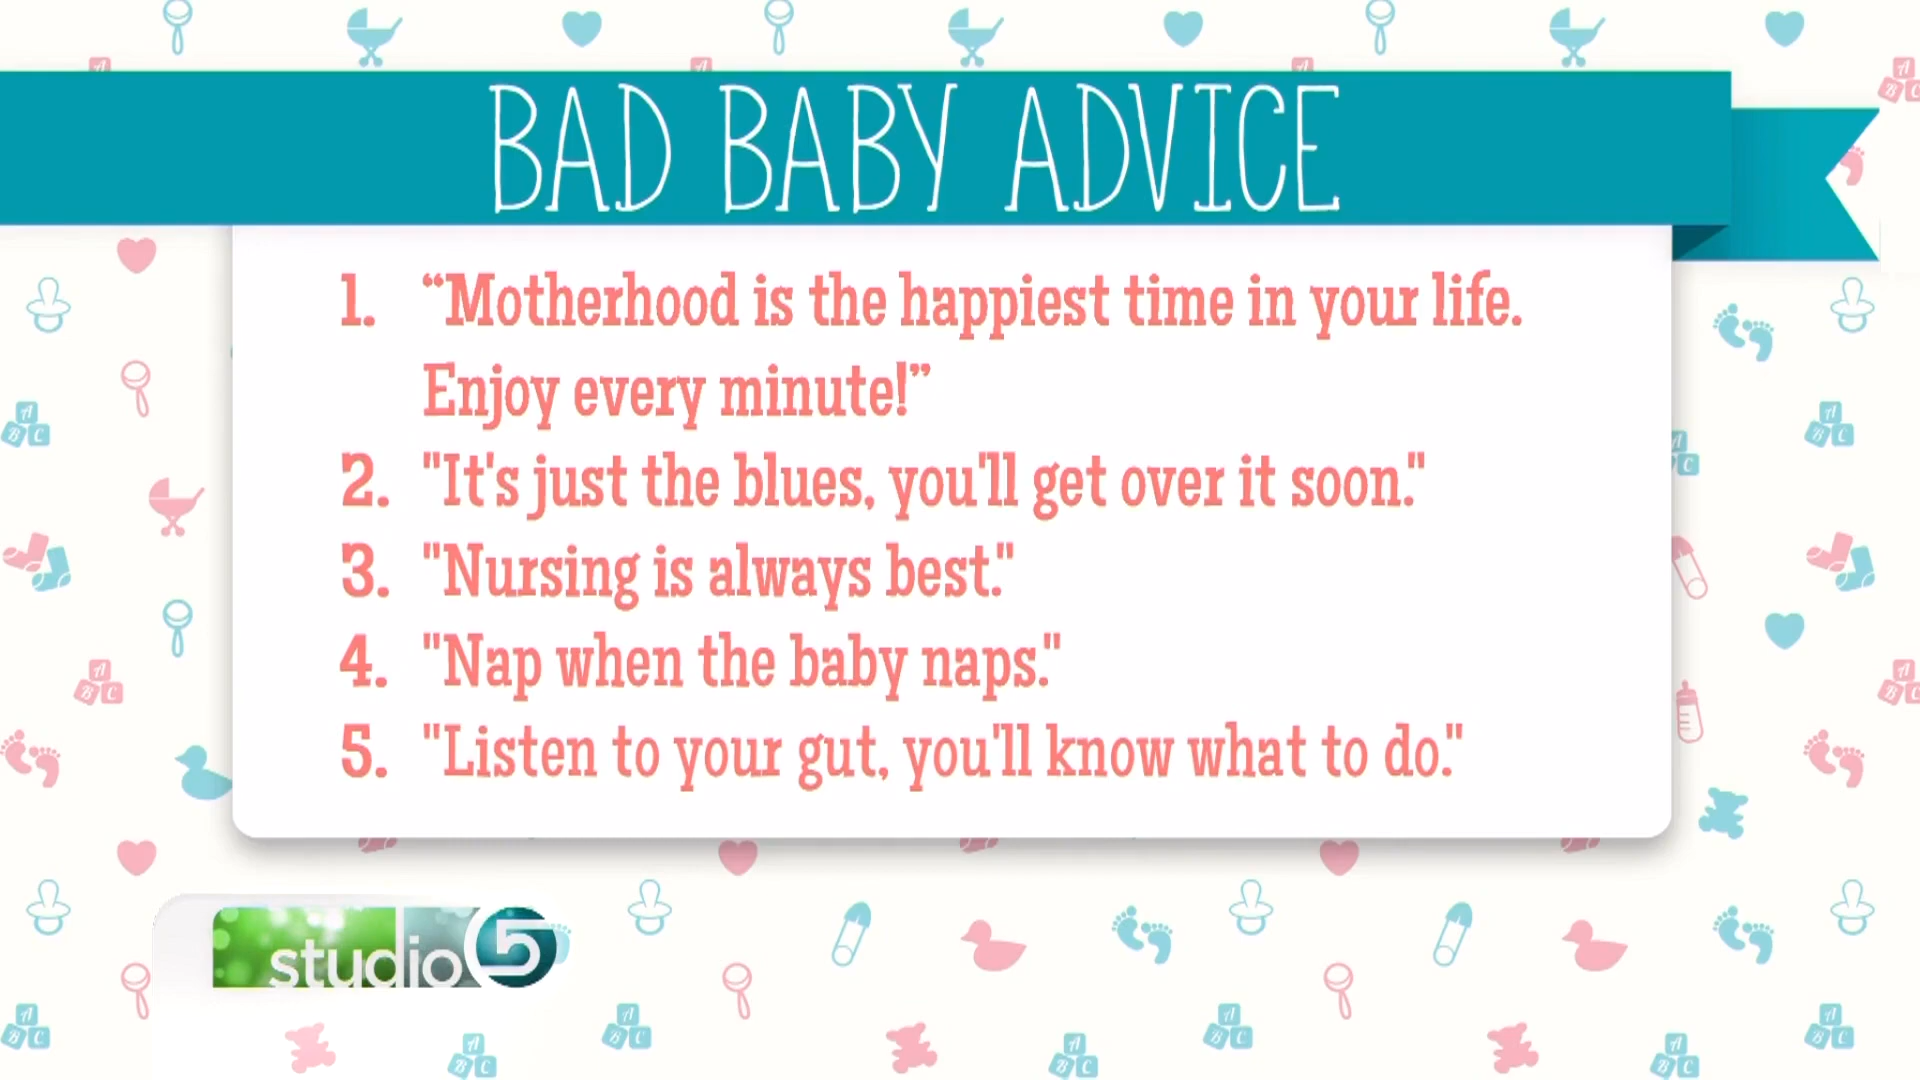 BAD BABY ADVICE
1. “Motherhood is the happiest time in your life.
Enjoy every minute!”
2. "It's just the blues, you'll get over it soon."
3. "Nursing is always best."
4. "Nap when the baby naps."
5. "Listen to your gut, you'll know what to do."
studio 5